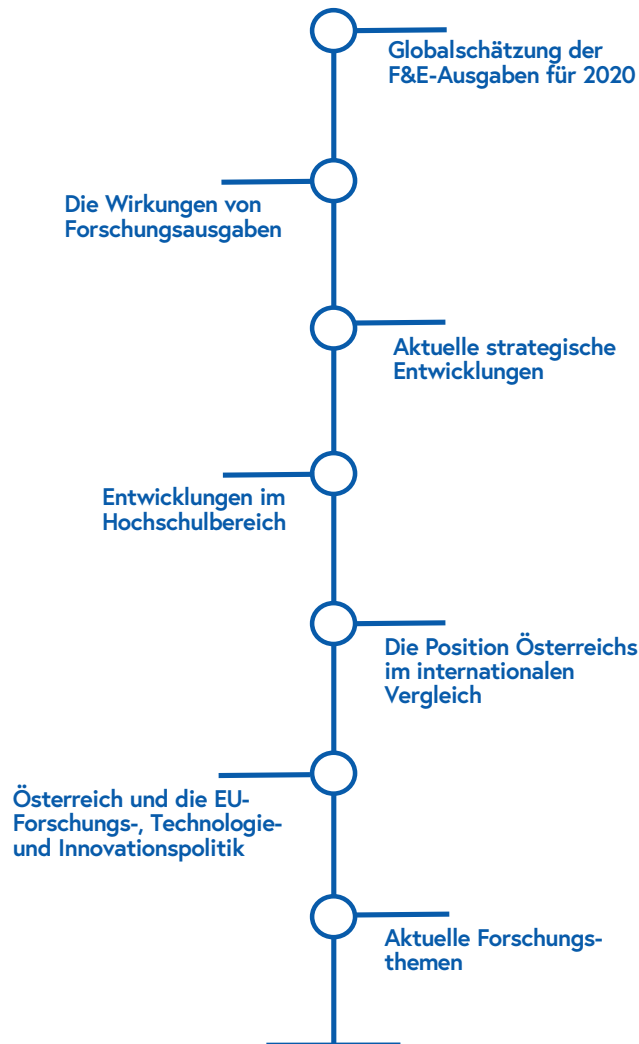 Globalschätzung der
F&E-Ausgaben für 2020
Die Wirkungen von
Forschungsausgaben
Aktuelle strategische
Entwicklungen
Entwicklungen im
Hochschulbereich
Die Position Österreichs
im internationalen
Vergleich
Österreich und die EU-
Forschungs-, Technologie-
und Innovationspolitik
Aktuelle Forschungs-
themen